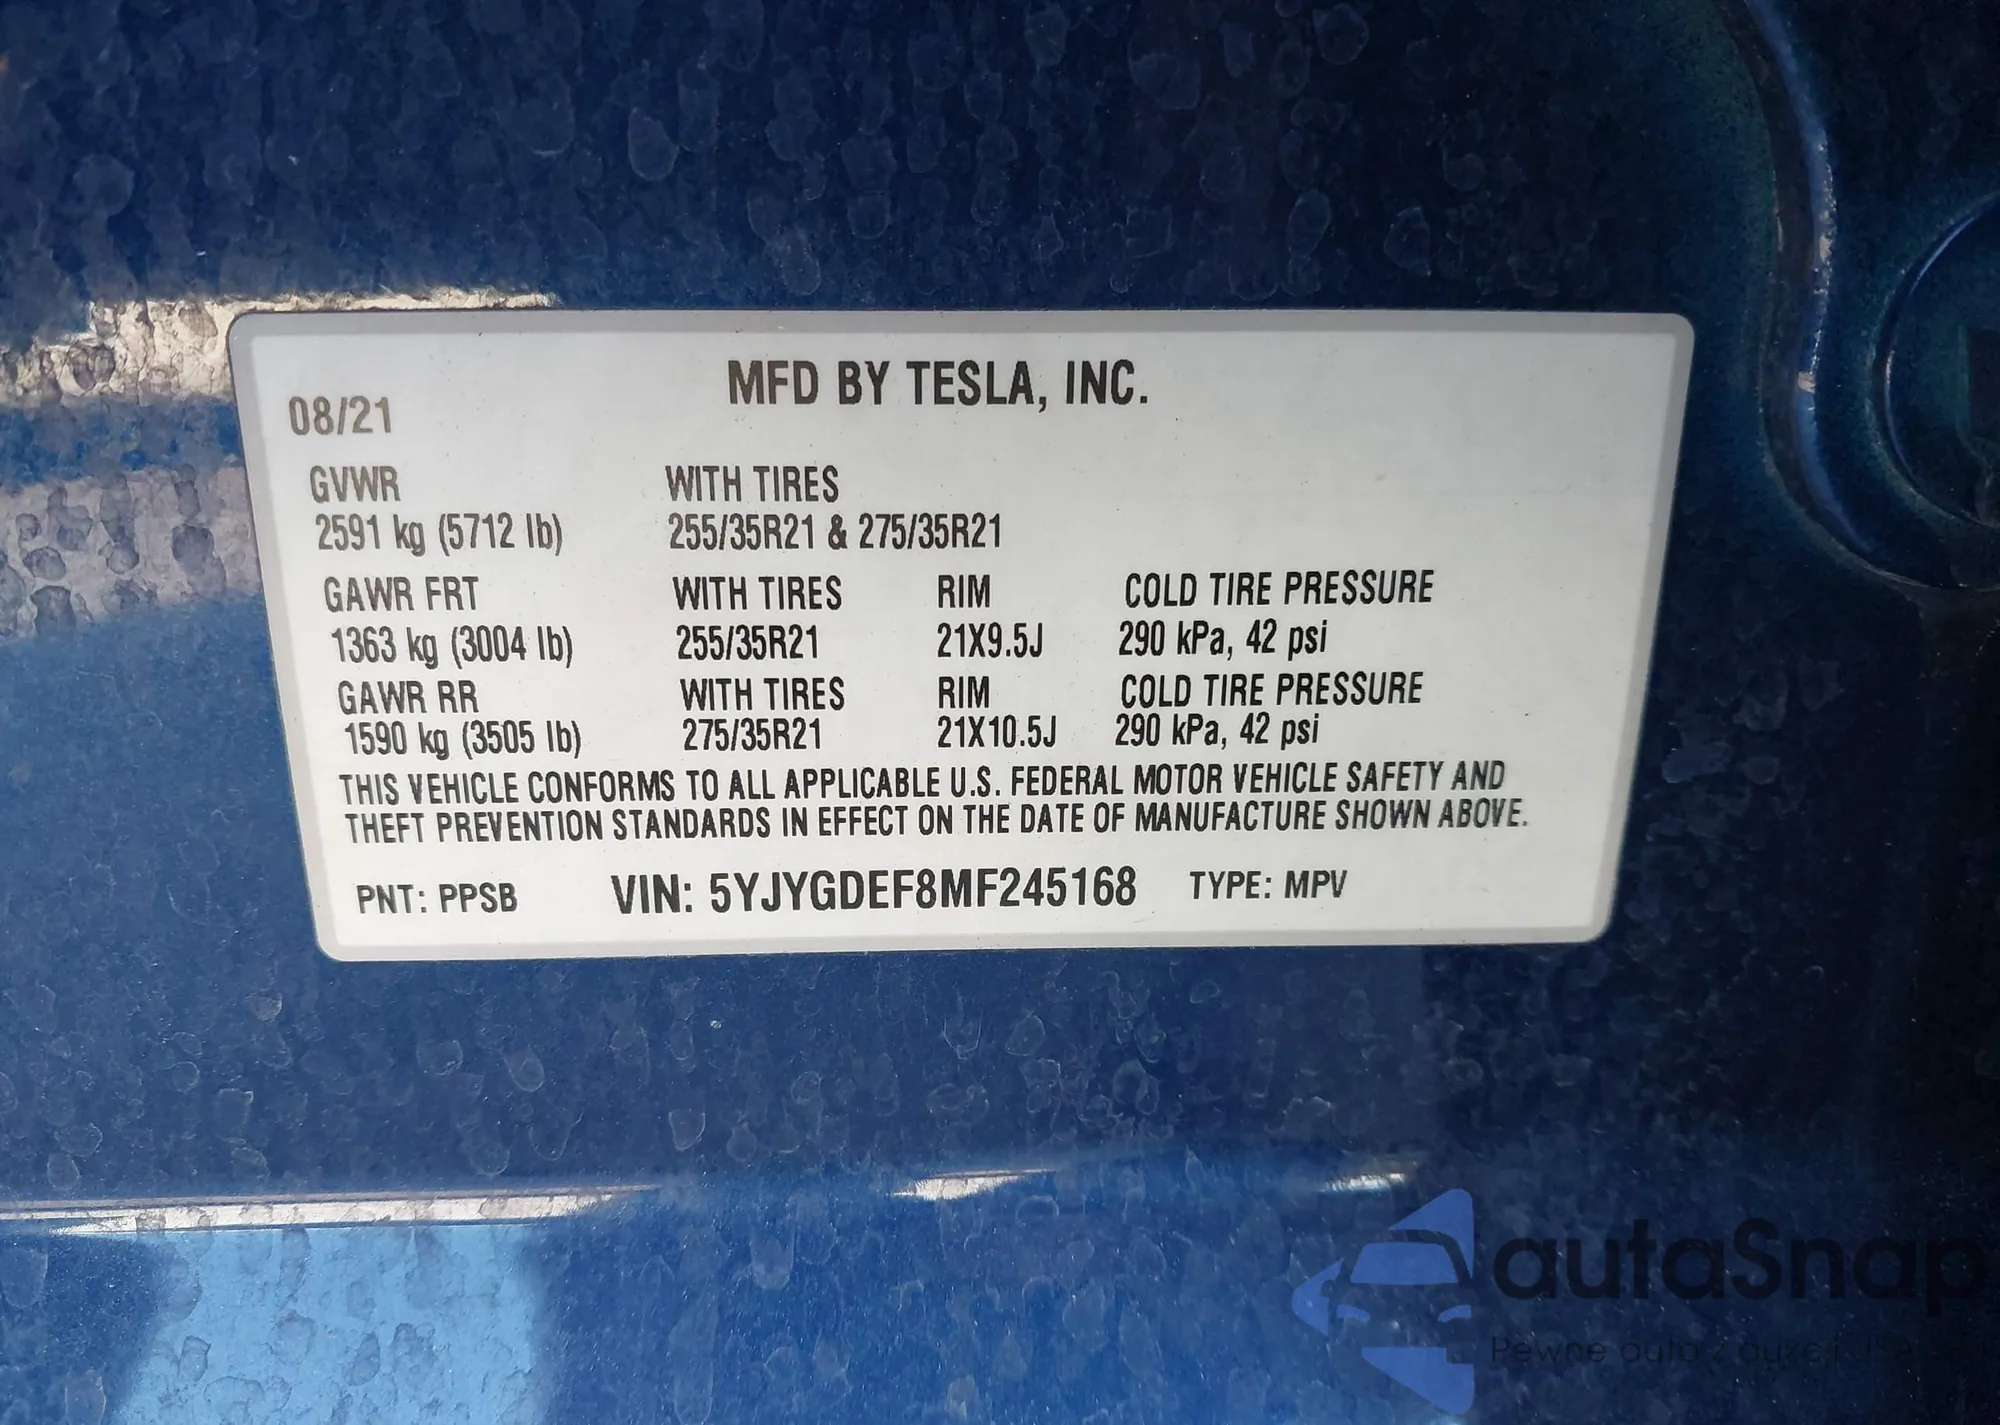 MFD BY TESLA, INC.
08/21
GVWR WITH TIRES
2591 kg (5712 lb) 255/35R21 & 275/35R21
GAWR FRT WITH TIRES RIM COLD TIRE PRESSURE
1363 kg (3004 lb) 255/35R21 21X9.5J 290 kPa, 42 psi
GAWR RR WITH TIRES RIM COLD TIRE PRESSURE
1590 kg (3505 lb) 275/35R21 21X10.5J 290 kPa, 42 psi
THIS VEHICLE CONFORMS TO ALL APPLICABLE U.S. FEDERAL MOTOR VEHICLE SAFETY AND
THEFT PREVENTION STANDARDS IN EFFECT ON THE DATE OF MANUFACTURE SHOWN ABOVE.
PNT: PPSB VIN: 5YJYGDEF8MF245168 TYPE: MPV
autaSnap
Pewne auto z aukcji